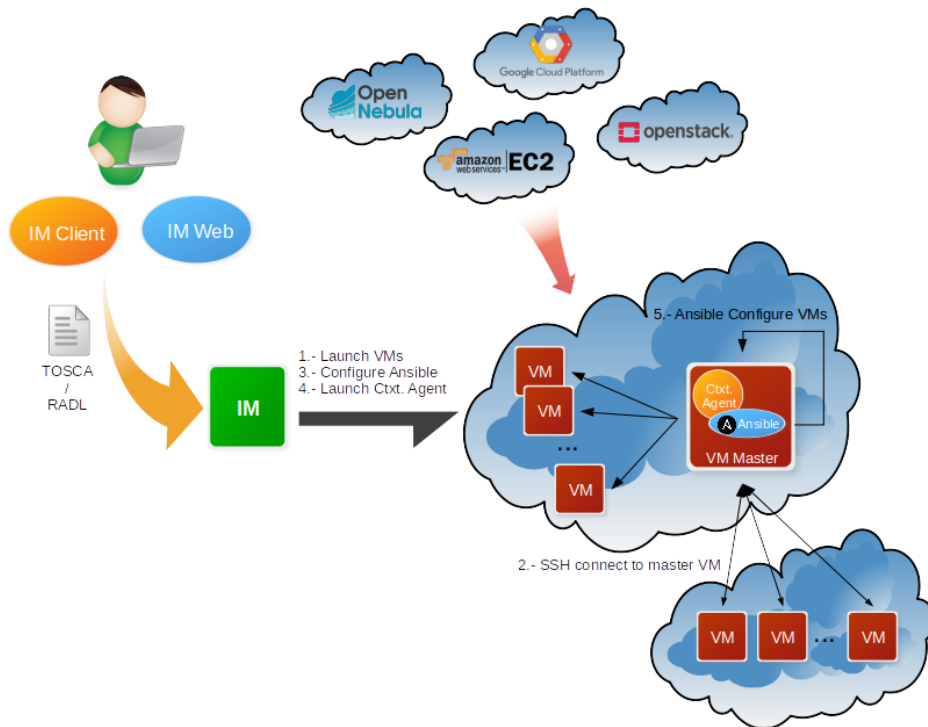 Open
Nebula
Google Cloud Platform
amazon
web services™
EC2
openstack®
IM Client
IM Web
TOSCA
/
RADL
IM
1.- Launch VMs
3.- Configure Ansible
4.- Launch Ctxt. Agent
5.- Ansible Configure VMs
VM
VM
...
VM
Ctxt.
Agent
A Ansible
VM Master
2.- SSH connect to master VM
VM
VM
...
VM